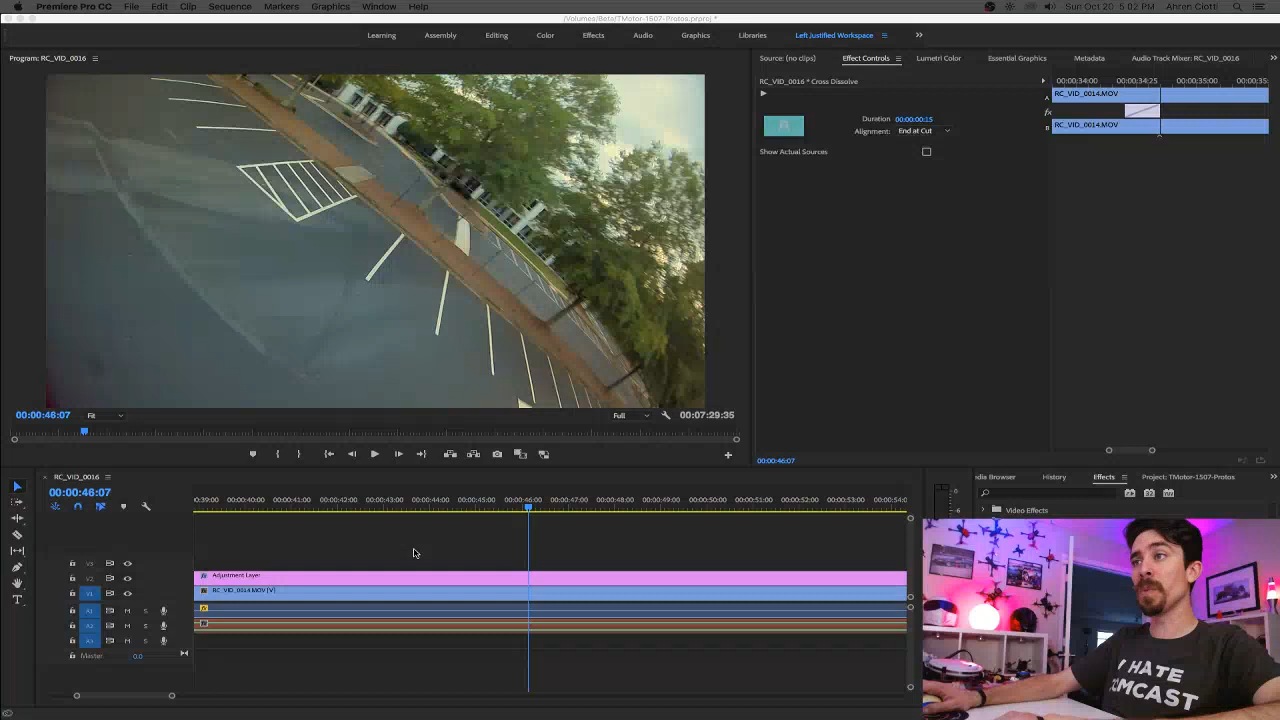 Premiere Pro CC File Edit Clip Sequence Markers Graphics Window Help Sun Oct 20 5:02 PM Ahren Ciotti
/Volumes/Beta/TMotor-1507-Protos.prproj *
Learning Assembly Editing Color Effects Audio Graphics Libraries Left Justified Workspace
Program: RC_VID_0016 Source: (no clips) Effect Controls Lumetri Color Essential Graphics Metadata Audio Track Mixer: RC_VID_0016
RC_VID_0016 * Cross Dissolve 00:00:34:00 00:00:34:25 00:00:35:00 00:00:35
A RC_VID_0014.MOV
fx
Duration 00:00:00:15
B RC_VID_0014.MOV
Alignment: End at Cut
Show Actual Sources
00:00:46:07 Fit Full 00:07:29:35
00:00:46:07
RC_VID_0016 dia Browser History Effects Project: TMotor-1507-Protos
00:00:46:07
0:39:00 00:00:40:00 00:00:41:00 00:00:42:00 00:00:43:00 00:00:44:00 00:00:45:00 00:00:46:00 00:00:47:00 00:00:48:00 00:00:49:00 00:00:50:00 00:00:51:00 00:00:52:00 00:00:53:00 00:00:54:0
0
-6
Video Effects
V3
V2 Adjustment Layer
V1 RC_VID_0014.MOV [V]
A1 M S
A2 M S
A3 M S
Master 0.0
I HATE
MCAST